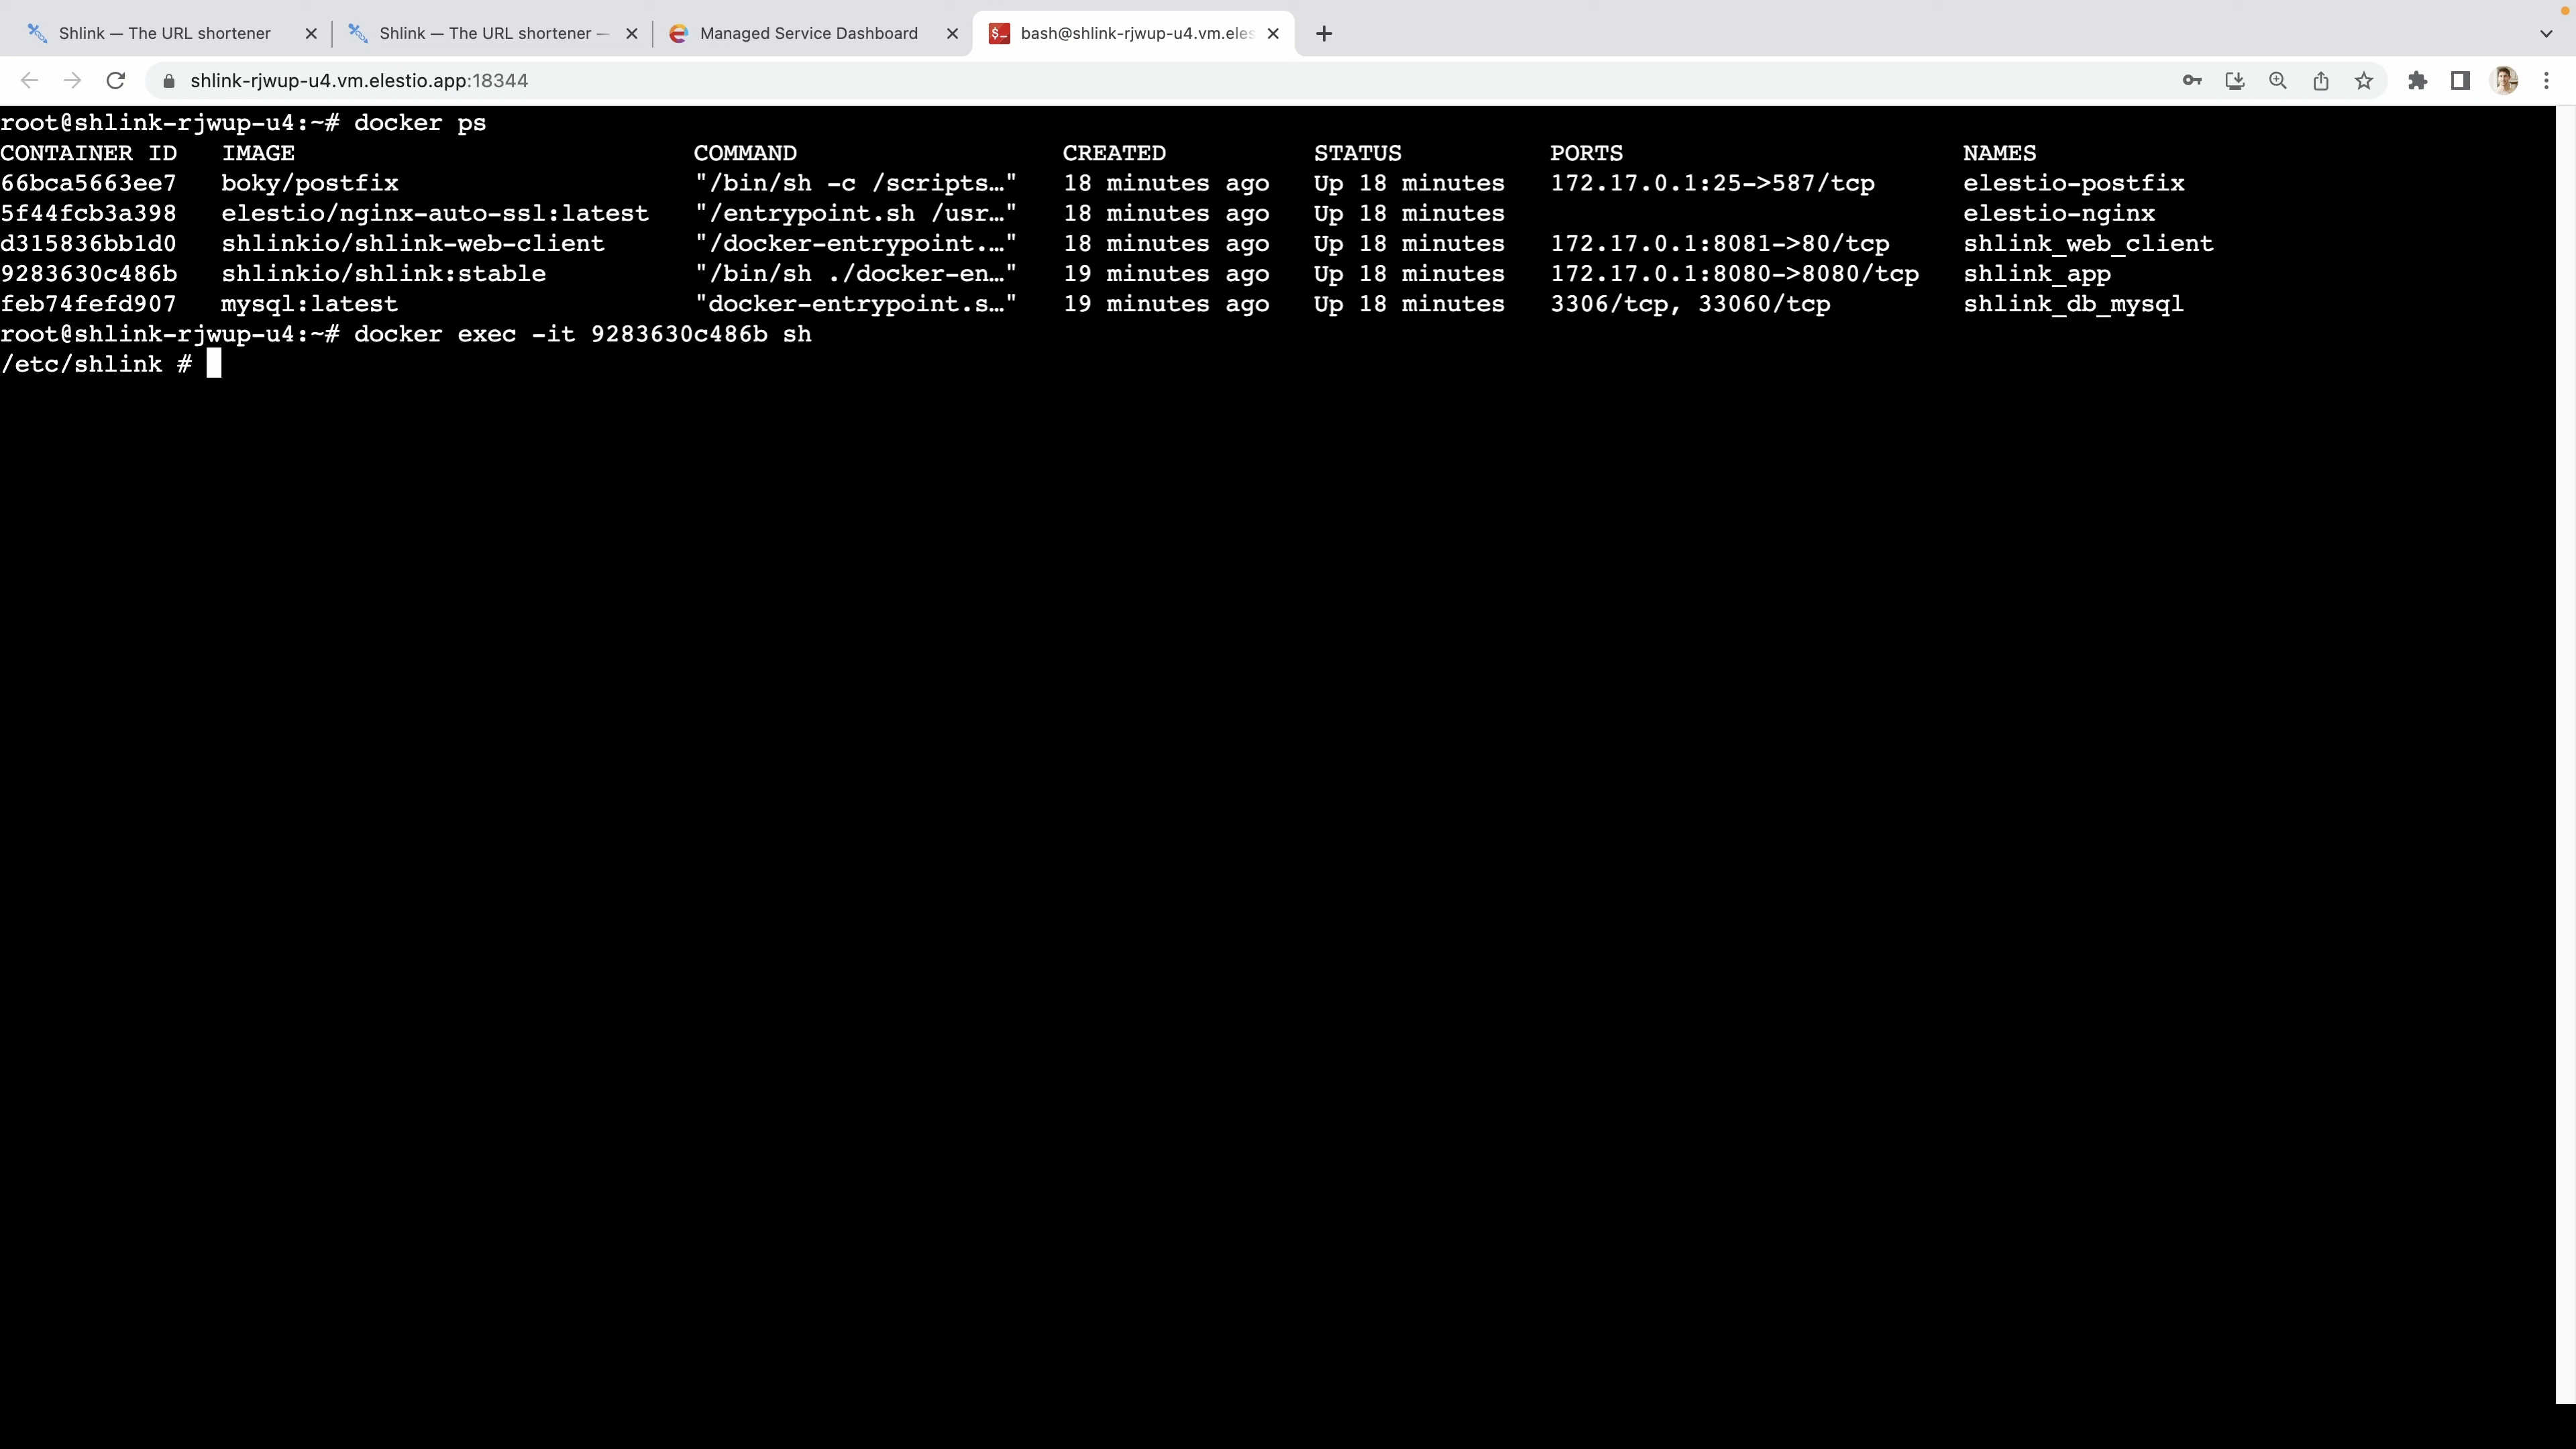 Shlink — The URL shortener
Shlink — The URL shortener —
Managed Service Dashboard
bash@shlink-rjwup-u4.vm.eles
shlink-rjwup-u4.vm.elestio.app:18344
root@shlink-rjwup-u4:~# docker ps
CONTAINER ID   IMAGE                           COMMAND                  CREATED          STATUS          PORTS                       NAMES
66bca5663ee7   boky/postfix                    "/bin/sh -c /scripts…"   18 minutes ago   Up 18 minutes   172.17.0.1:25->587/tcp      elestio-postfix
5f44fcb3a398   elestio/nginx-auto-ssl:latest   "/entrypoint.sh /usr…"   18 minutes ago   Up 18 minutes                               elestio-nginx
d315836bb1d0   shlinkio/shlink-web-client      "/docker-entrypoint.…"   18 minutes ago   Up 18 minutes   172.17.0.1:8081->80/tcp     shlink_web_client
9283630c486b   shlinkio/shlink:stable          "/bin/sh ./docker-en…"   19 minutes ago   Up 18 minutes   172.17.0.1:8080->8080/tcp   shlink_app
feb74fefd907   mysql:latest                    "docker-entrypoint.s…"   19 minutes ago   Up 18 minutes   3306/tcp, 33060/tcp         shlink_db_mysql
root@shlink-rjwup-u4:~# docker exec -it 9283630c486b sh
/etc/shlink #